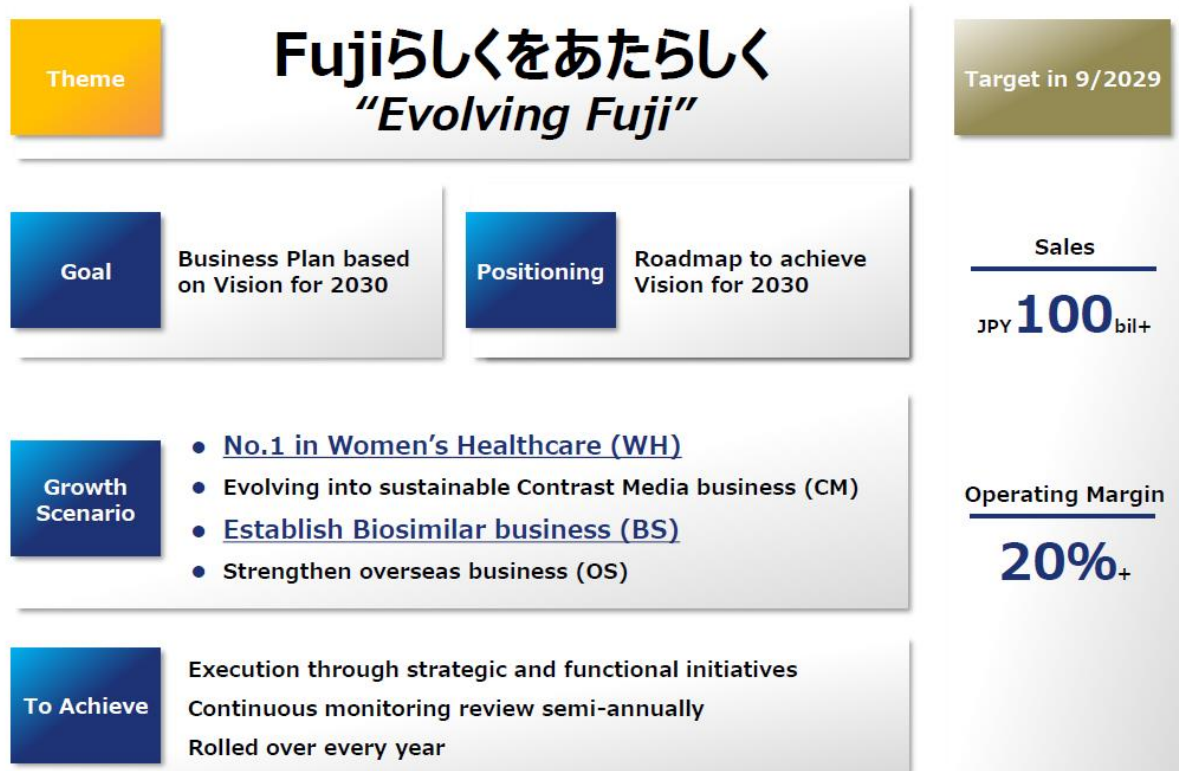 Theme
Fujiらしくをあたらしく
“Evolving Fuji”
Target in 9/2029
Goal
Business Plan based
on Vision for 2030
Positioning
Roadmap to achieve
Vision for 2030
Sales
JPY 100 bil+
Growth
Scenario
● No.1 in Women’s Healthcare (WH)
● Evolving into sustainable Contrast Media business (CM)
● Establish Biosimilar business (BS)
● Strengthen overseas business (OS)
Operating Margin
20%+
To Achieve
Execution through strategic and functional initiatives
Continuous monitoring review semi-annually
Rolled over every year